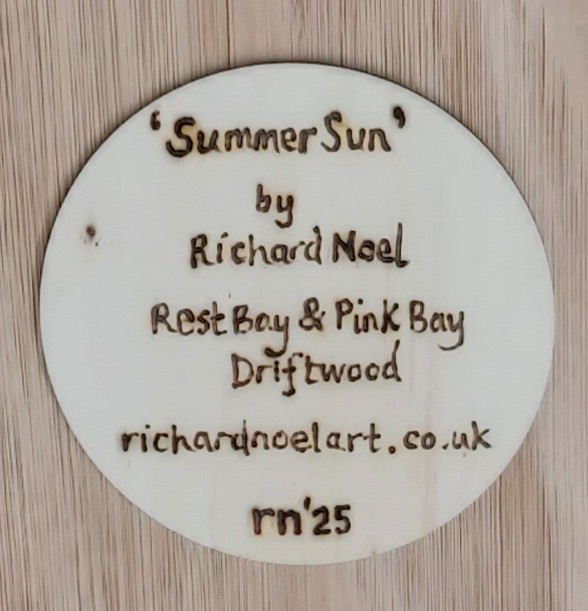 'Summer Sun'
by
Richard Noel
Rest Bay & Pink Bay
Driftwood
richardnoelart.co.uk
rn'25